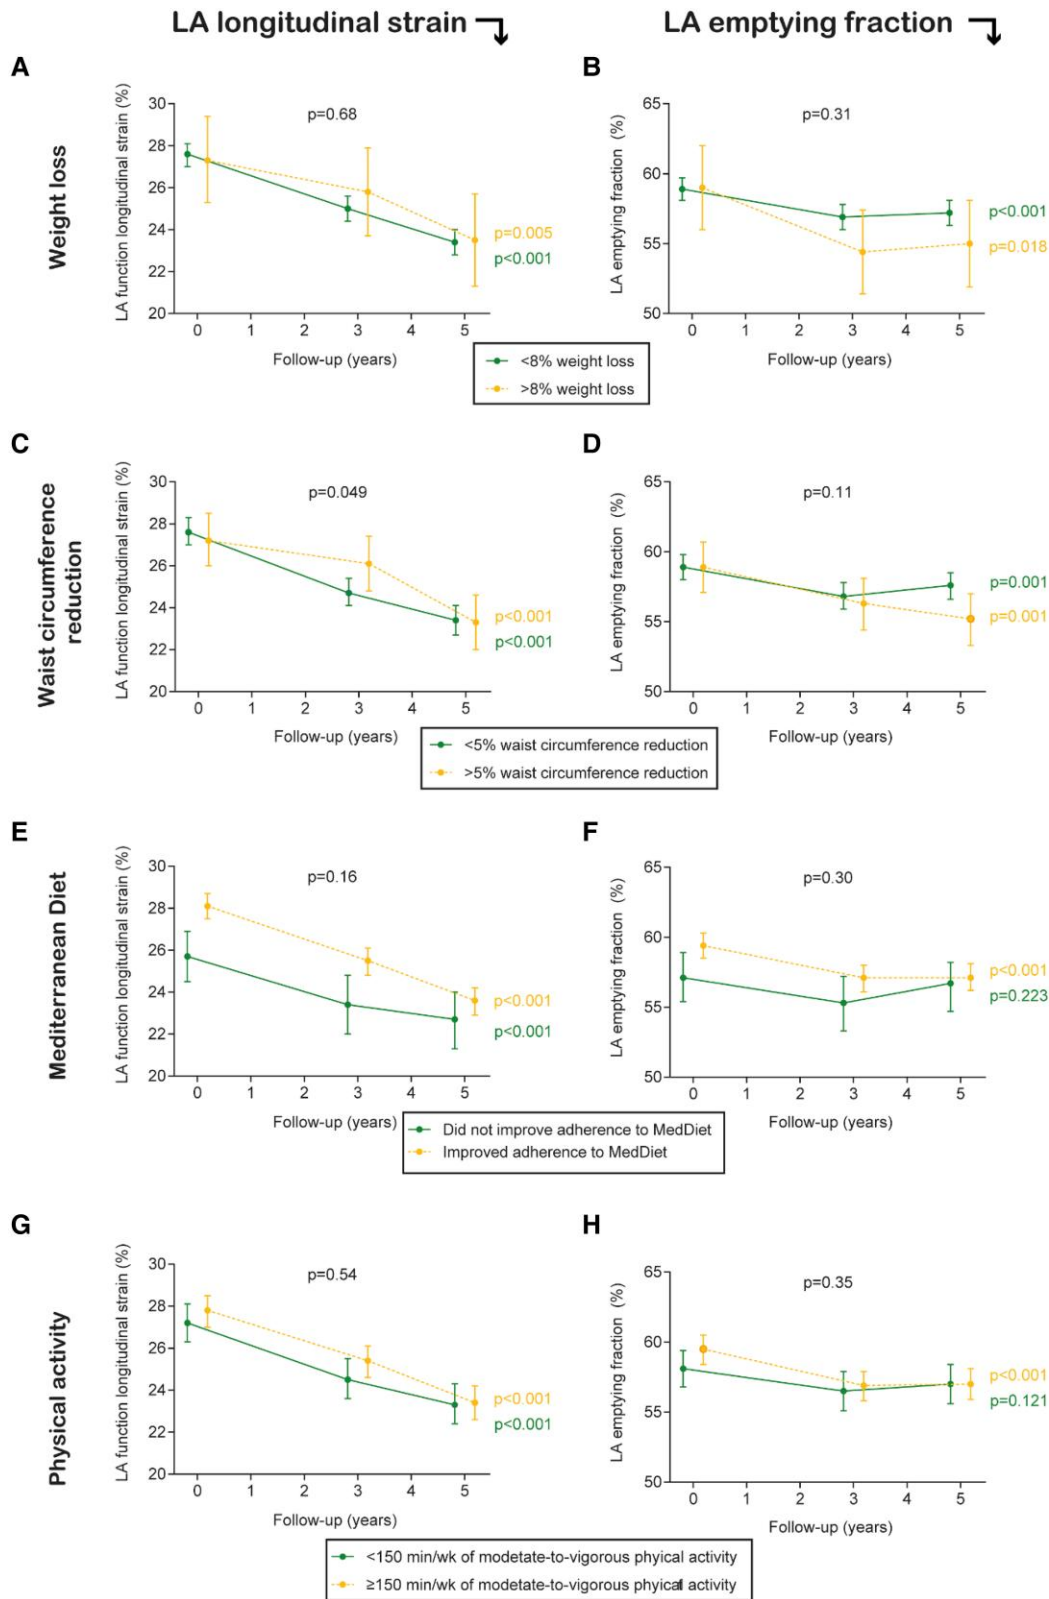 LA longitudinal strain
LA emptying fraction
A
B
Weight loss
LA function longitudinal strain (%)
30
28
26
24
22
20
p=0.68
p=0.005
p<0.001
0 1 2 3 4 5
Follow-up (years)
LA emptying fraction (%)
65
60
55
50
p=0.31
p<0.001
p=0.018
0 1 2 3 4 5
Follow-up (years)
<8% weight loss
>8% weight loss
C
D
Waist circumference
reduction
LA function longitudinal strain (%)
30
28
26
24
22
20
p=0.049
p<0.001
p<0.001
0 1 2 3 4 5
Follow-up (years)
LA emptying fraction (%)
65
60
55
50
p=0.11
p=0.001
p=0.001
0 1 2 3 4 5
Follow-up (years)
<5% waist circumference reduction
>5% waist circumference reduction
E
F
Mediterranean Diet
LA function longitudinal strain (%)
30
28
26
24
22
20
p=0.16
p<0.001
p<0.001
0 1 2 3 4 5
Follow-up (years)
LA emptying fraction (%)
65
60
55
50
p=0.30
p<0.001
p=0.223
0 1 2 3 4 5
Follow-up (years)
Did not improve adherence to MedDiet
Improved adherence to MedDiet
G
H
Physical activity
LA function longitudinal strain (%)
30
28
26
24
22
20
p=0.54
p<0.001
p<0.001
0 1 2 3 4 5
Follow-up (years)
LA emptying fraction (%)
65
60
55
50
p=0.35
p<0.001
p=0.121
0 1 2 3 4 5
Follow-up (years)
<150 min/wk of modetate-to-vigorous phyical activity
≥150 min/wk of modetate-to-vigorous phyical activity